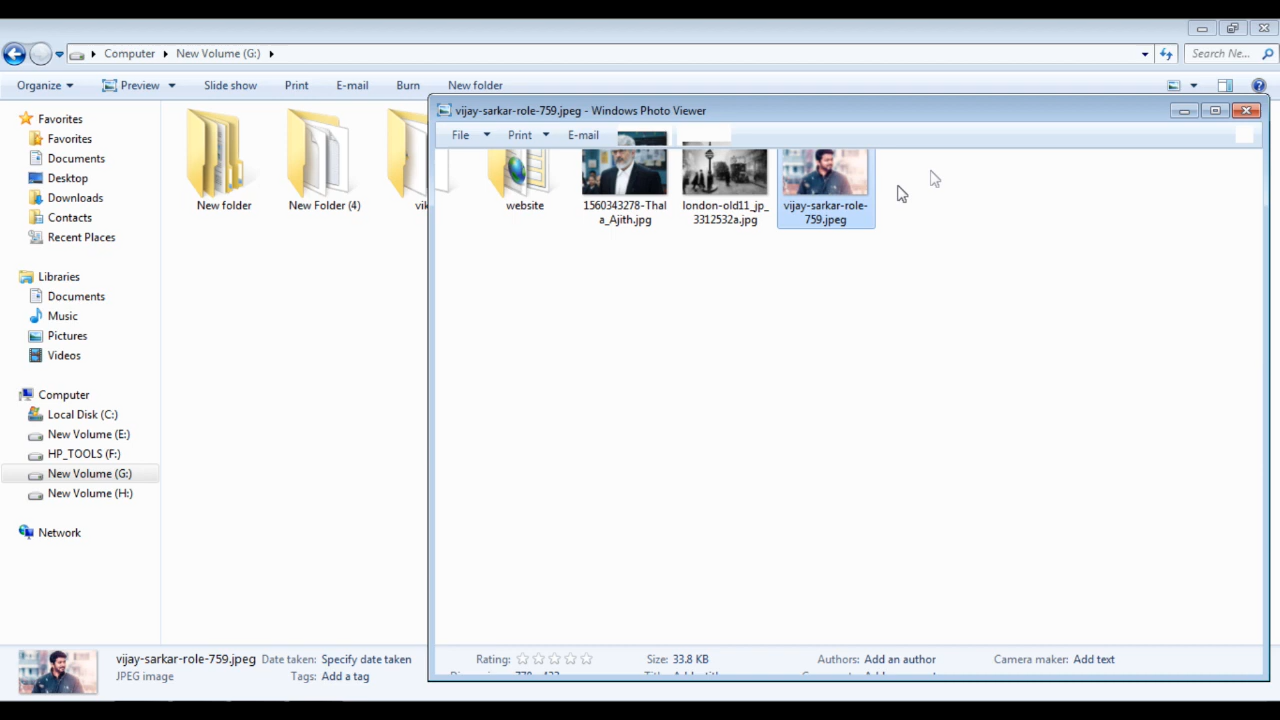 Computer New Volume (G:) Search Ne...
Organize Preview Slide show Print E-mail Burn New folder
vijay-sarkar-role-759.jpeg - Windows Photo Viewer
File Print E-mail
Favorites
Favorites
Documents
Desktop
Downloads
Contacts
Recent Places
Libraries
Documents
Music
Pictures
Videos
Computer
Local Disk (C:)
New Volume (E:)
HP_TOOLS (F:)
New Volume (G:)
New Volume (H:)
Network
New folder
New Folder (4)
vik
website
1560343278-Thal
a_Ajith.jpg
london-old11_jp_
3312532a.jpg
vijay-sarkar-role-
759.jpeg
vijay-sarkar-role-759.jpeg Date taken: Specify date taken
JPEG image Tags: Add a tag
Rating: Size: 33.8 KB Authors: Add an author Camera maker: Add text